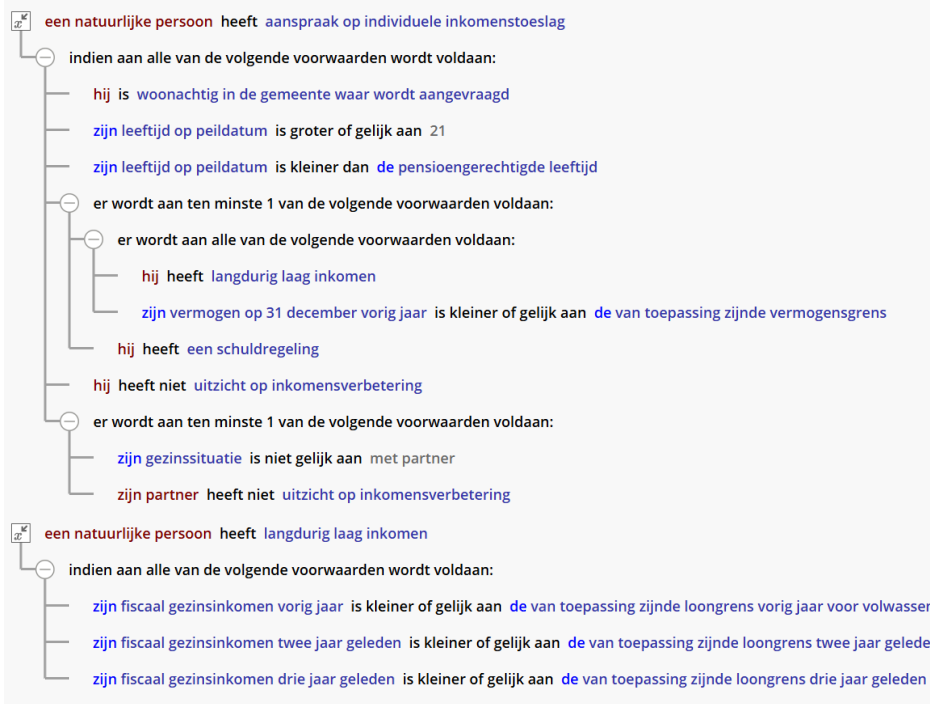 een natuurlijke persoon heeft aanspraak op individuele inkomenstoeslag
indien aan alle van de volgende voorwaarden wordt voldaan:
hij is woonachtig in de gemeente waar wordt aangevraagd
zijn leeftijd op peildatum is groter of gelijk aan 21
zijn leeftijd op peildatum is kleiner dan de pensioengerechtigde leeftijd
er wordt aan ten minste 1 van de volgende voorwaarden voldaan:
er wordt aan alle van de volgende voorwaarden voldaan:
hij heeft langdurig laag inkomen
zijn vermogen op 31 december vorig jaar is kleiner of gelijk aan de van toepassing zijnde vermogensgrens
hij heeft een schuldregeling
hij heeft niet uitzicht op inkomensverbetering
er wordt aan ten minste 1 van de volgende voorwaarden voldaan:
zijn gezinssituatie is niet gelijk aan met partner
zijn partner heeft niet uitzicht op inkomensverbetering
een natuurlijke persoon heeft langdurig laag inkomen
indien aan alle van de volgende voorwaarden wordt voldaan:
zijn fiscaal gezinsinkomen vorig jaar is kleiner of gelijk aan de van toepassing zijnde loongrens vorig jaar voor
zijn fiscaal gezinsinkomen twee jaar geleden is kleiner of gelijk aan de van toepassing zijnde loongrens twee jaar
zijn fiscaal gezinsinkomen drie jaar geleden is kleiner of gelijk aan de van toepassing zijnde loongrens drie jaar geleden